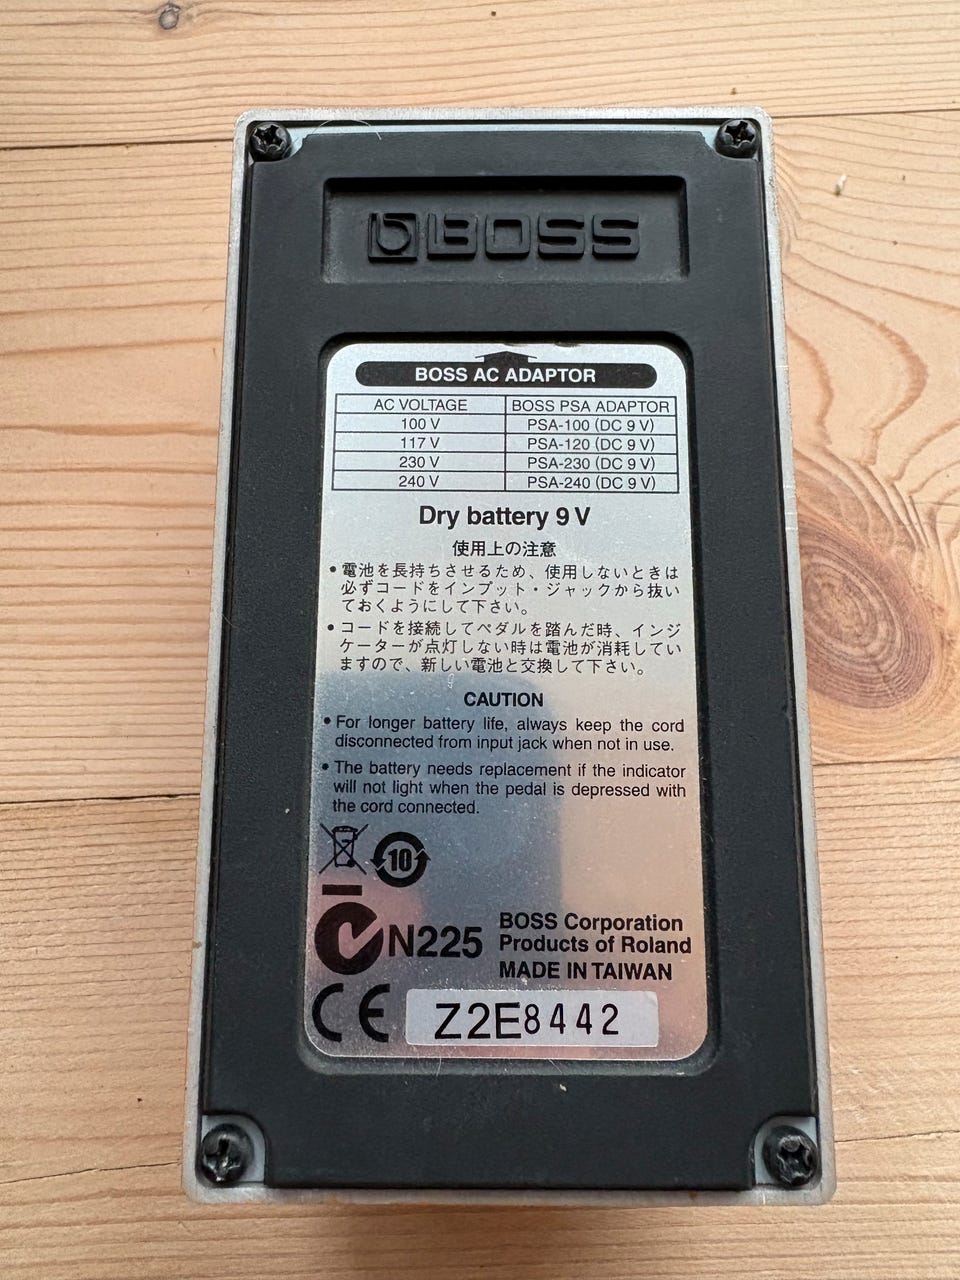 BOSS
BOSS AC ADAPTOR
AC VOLTAGE BOSS PSA ADAPTOR
100 V PSA-100 (DC 9 V)
117 V PSA-120 (DC 9 V)
230 V PSA-230 (DC 9 V)
240 V PSA-240 (DC 9 V)
Dry battery 9 V
使用上の注意
• 電池を長持ちさせるため、使用しないときは
必ずコードをインプット・ジャックから抜い
ておくようにして下さい。
• コードを接続してペダルを踏んだ時、インジ
ケーターが点灯しない時は電池が消耗してい
ますので、新しい電池と交換して下さい。
CAUTION
• For longer battery life, always keep the cord
disconnected from input jack when not in use.
• The battery needs replacement if the indicator
will not light when the pedal is depressed with
the cord connected.
10
N225
BOSS Corporation
Products of Roland
MADE IN TAIWAN
CE
Z2E8442